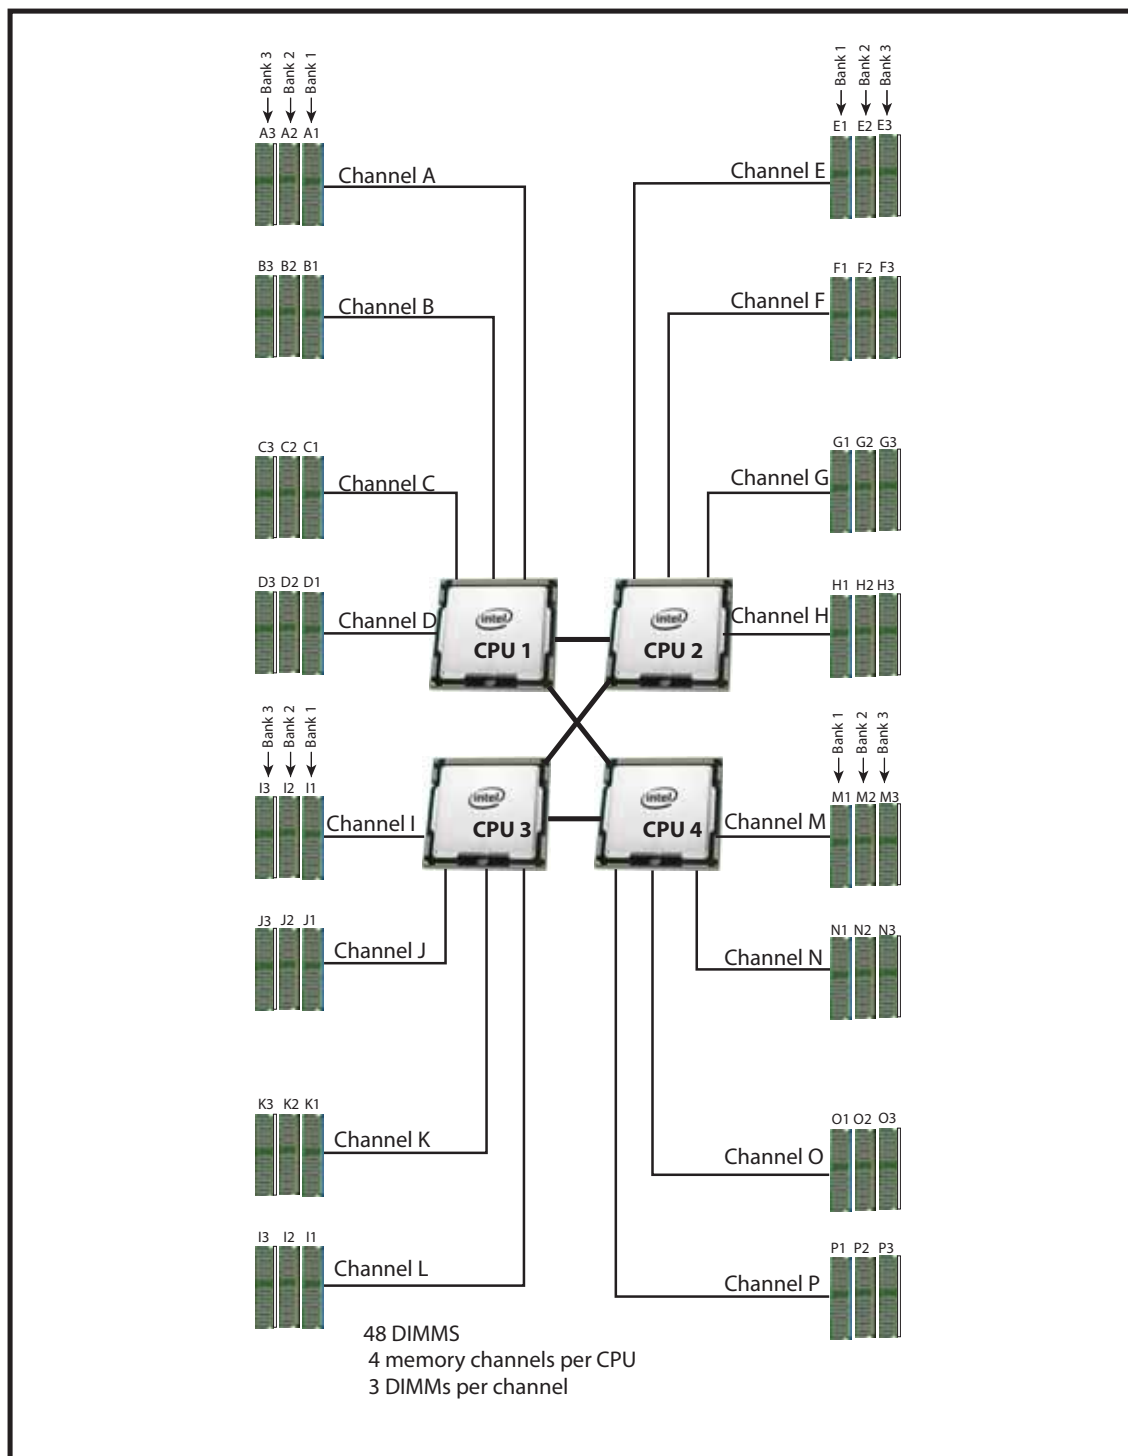 Bank 3 Bank 2 Bank 1
A3 A2 A1
Channel A
B3 B2 B1
Channel B
C3 C2 C1
Channel C
D3 D2 D1
Channel D
Bank 1 Bank 2 Bank 3
E1 E2 E3
Channel E
F1 F2 F3
Channel F
G1 G2 G3
Channel G
H1 H2 H3
Channel H
intel
CPU 1
intel
CPU 2
intel
CPU 3
intel
CPU 4
Bank 3 Bank 2 Bank 1
I3 I2 I1
Channel I
J3 J2 J1
Channel J
K3 K2 K1
Channel K
I3 I2 I1
Channel L
Bank 1 Bank 2 Bank 3
M1 M2 M3
Channel M
N1 N2 N3
Channel N
O1 O2 O3
Channel O
P1 P2 P3
Channel P
48 DIMMS
4 memory channels per CPU
3 DIMMs per channel